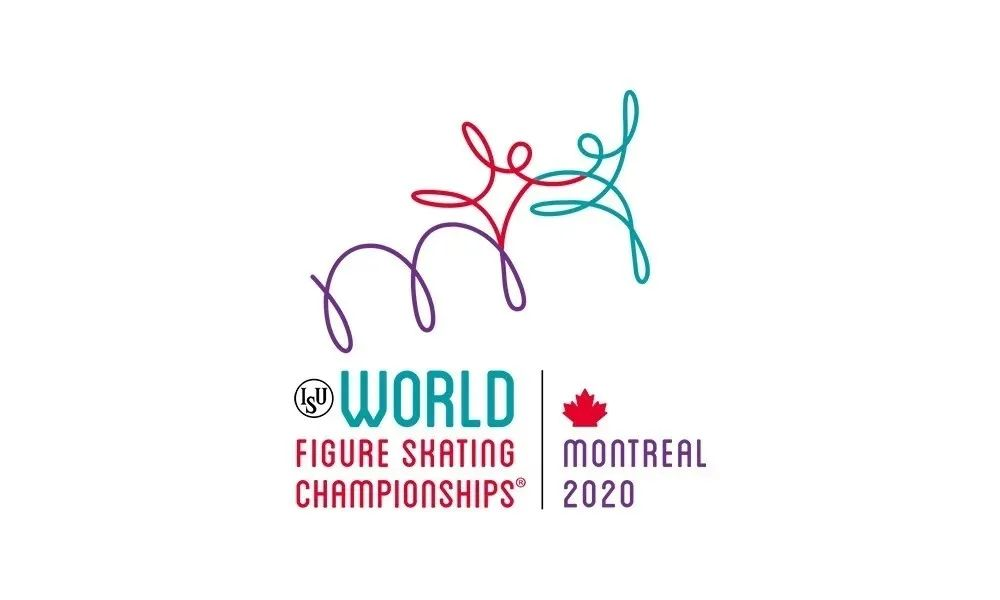 ISU WORLD
FIGURE SKATING
CHAMPIONSHIPS®
MONTREAL
2020